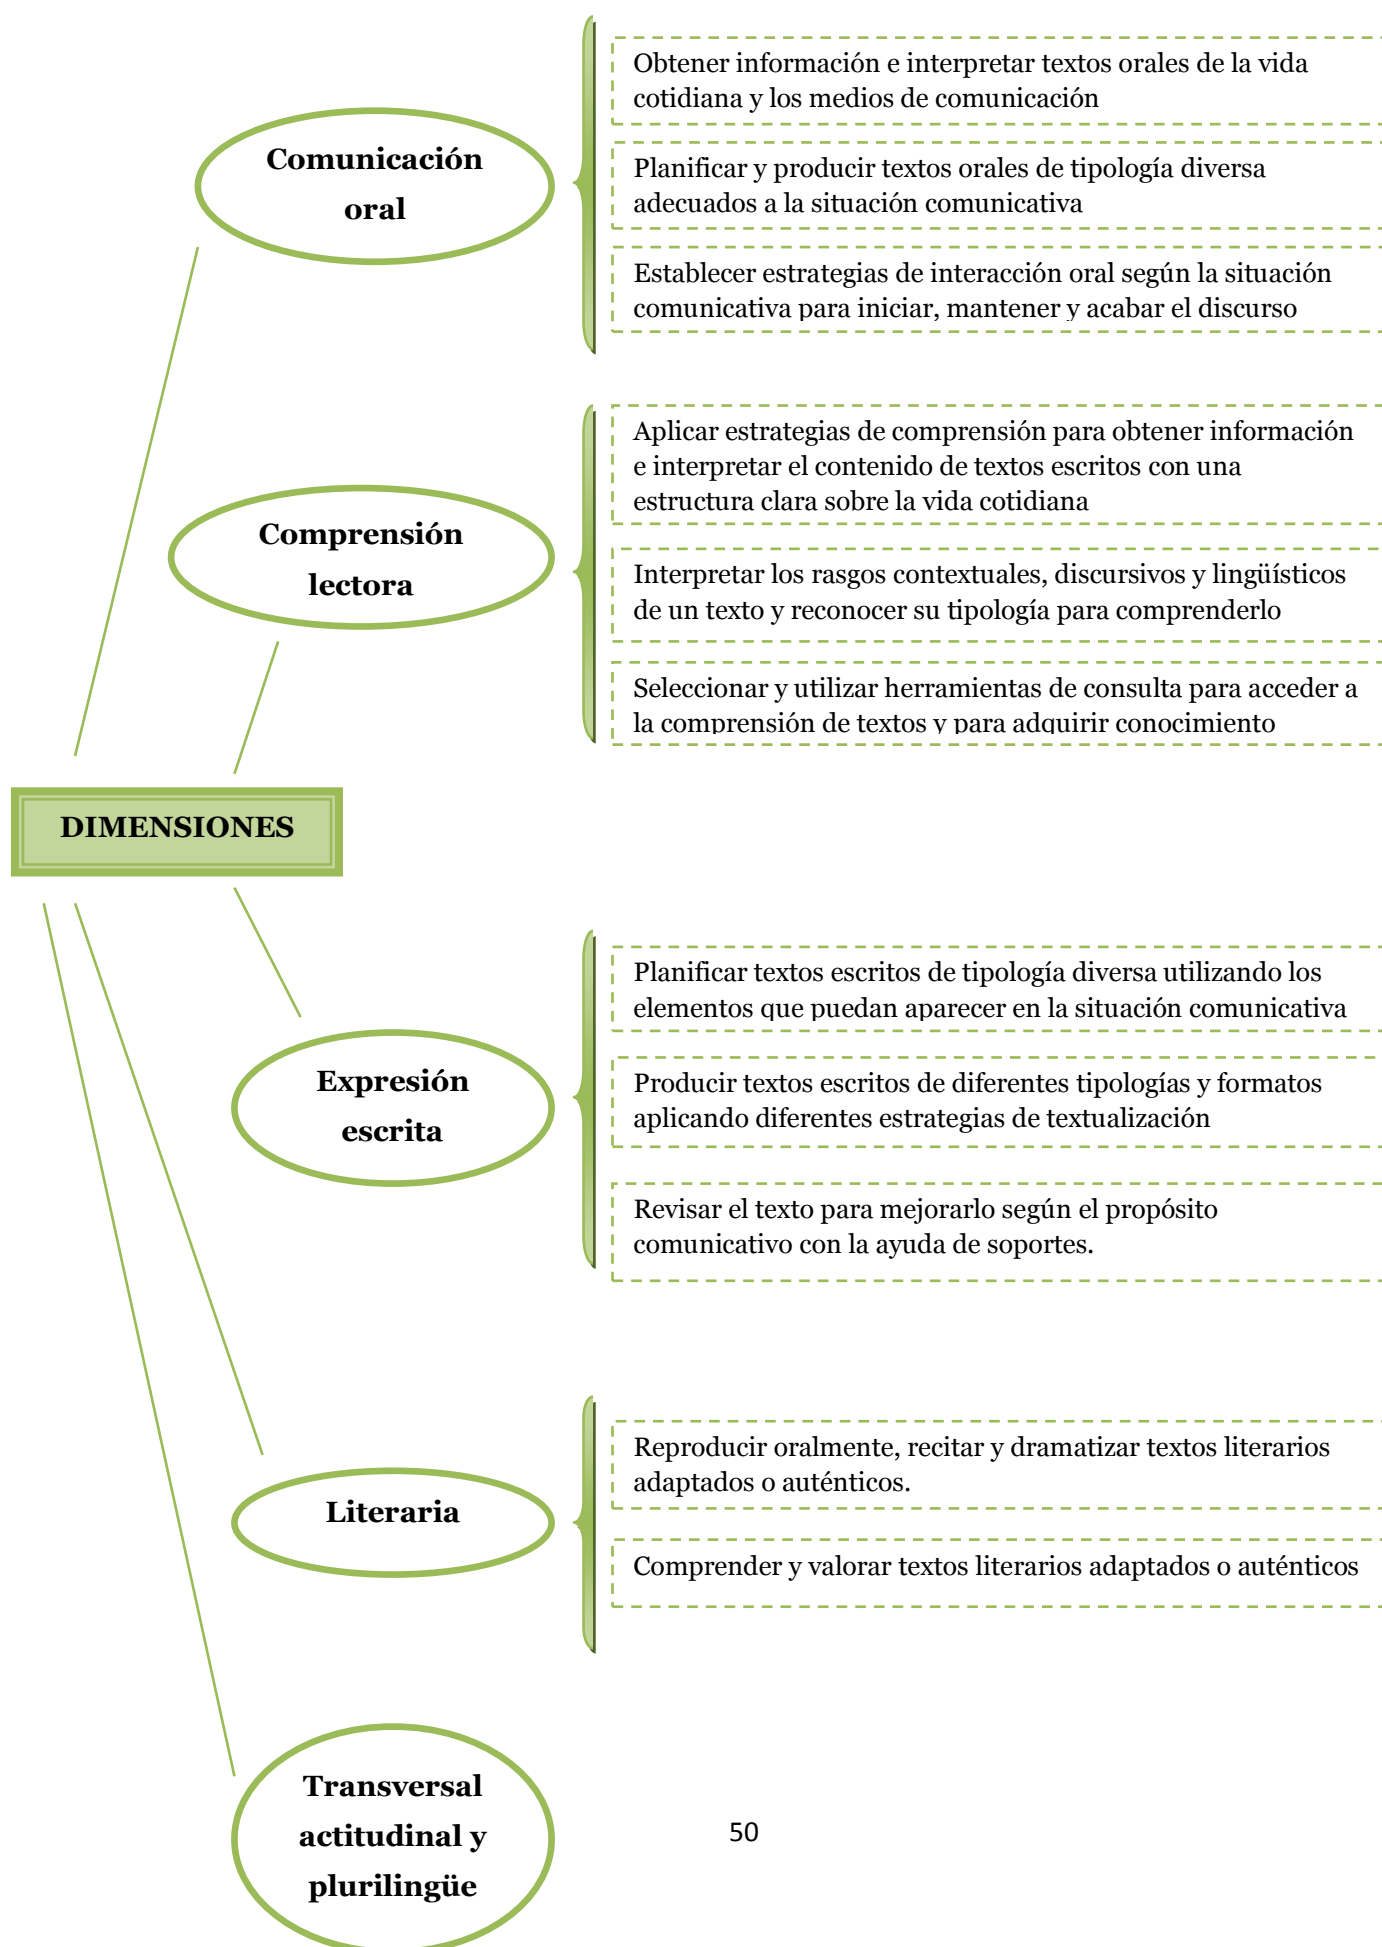 Comunicación
oral
Obtener información e interpretar textos orales de la vida
cotidiana y los medios de comunicación
Planificar y producir textos orales de tipología diversa
adecuados a la situación comunicativa
Establecer estrategias de interacción oral según la situación
comunicativa para iniciar, mantener y acabar el discurso
Comprensión
lectora
Aplicar estrategias de comprensión para obtener información
e interpretar el contenido de textos escritos con una
estructura clara sobre la vida cotidiana
Interpretar los rasgos contextuales, discursivos y lingüísticos
de un texto y reconocer su tipología para comprenderlo
Seleccionar y utilizar herramientas de consulta para acceder a
la comprensión de textos y para adquirir conocimiento
DIMENSIONES
Expresión
escrita
Planificar textos escritos de tipología diversa utilizando los
elementos que puedan aparecer en la situación comunicativa
Producir textos escritos de diferentes tipologías y formatos
aplicando diferentes estrategias de textualización
Revisar el texto para mejorarlo según el propósito
comunicativo con la ayuda de soportes.
Literaria
Reproducir oralmente, recitar y dramatizar textos literarios
adaptados o auténticos.
Comprender y valorar textos literarios adaptados o auténticos
Transversal
actitudinal y
plurilingüe
50